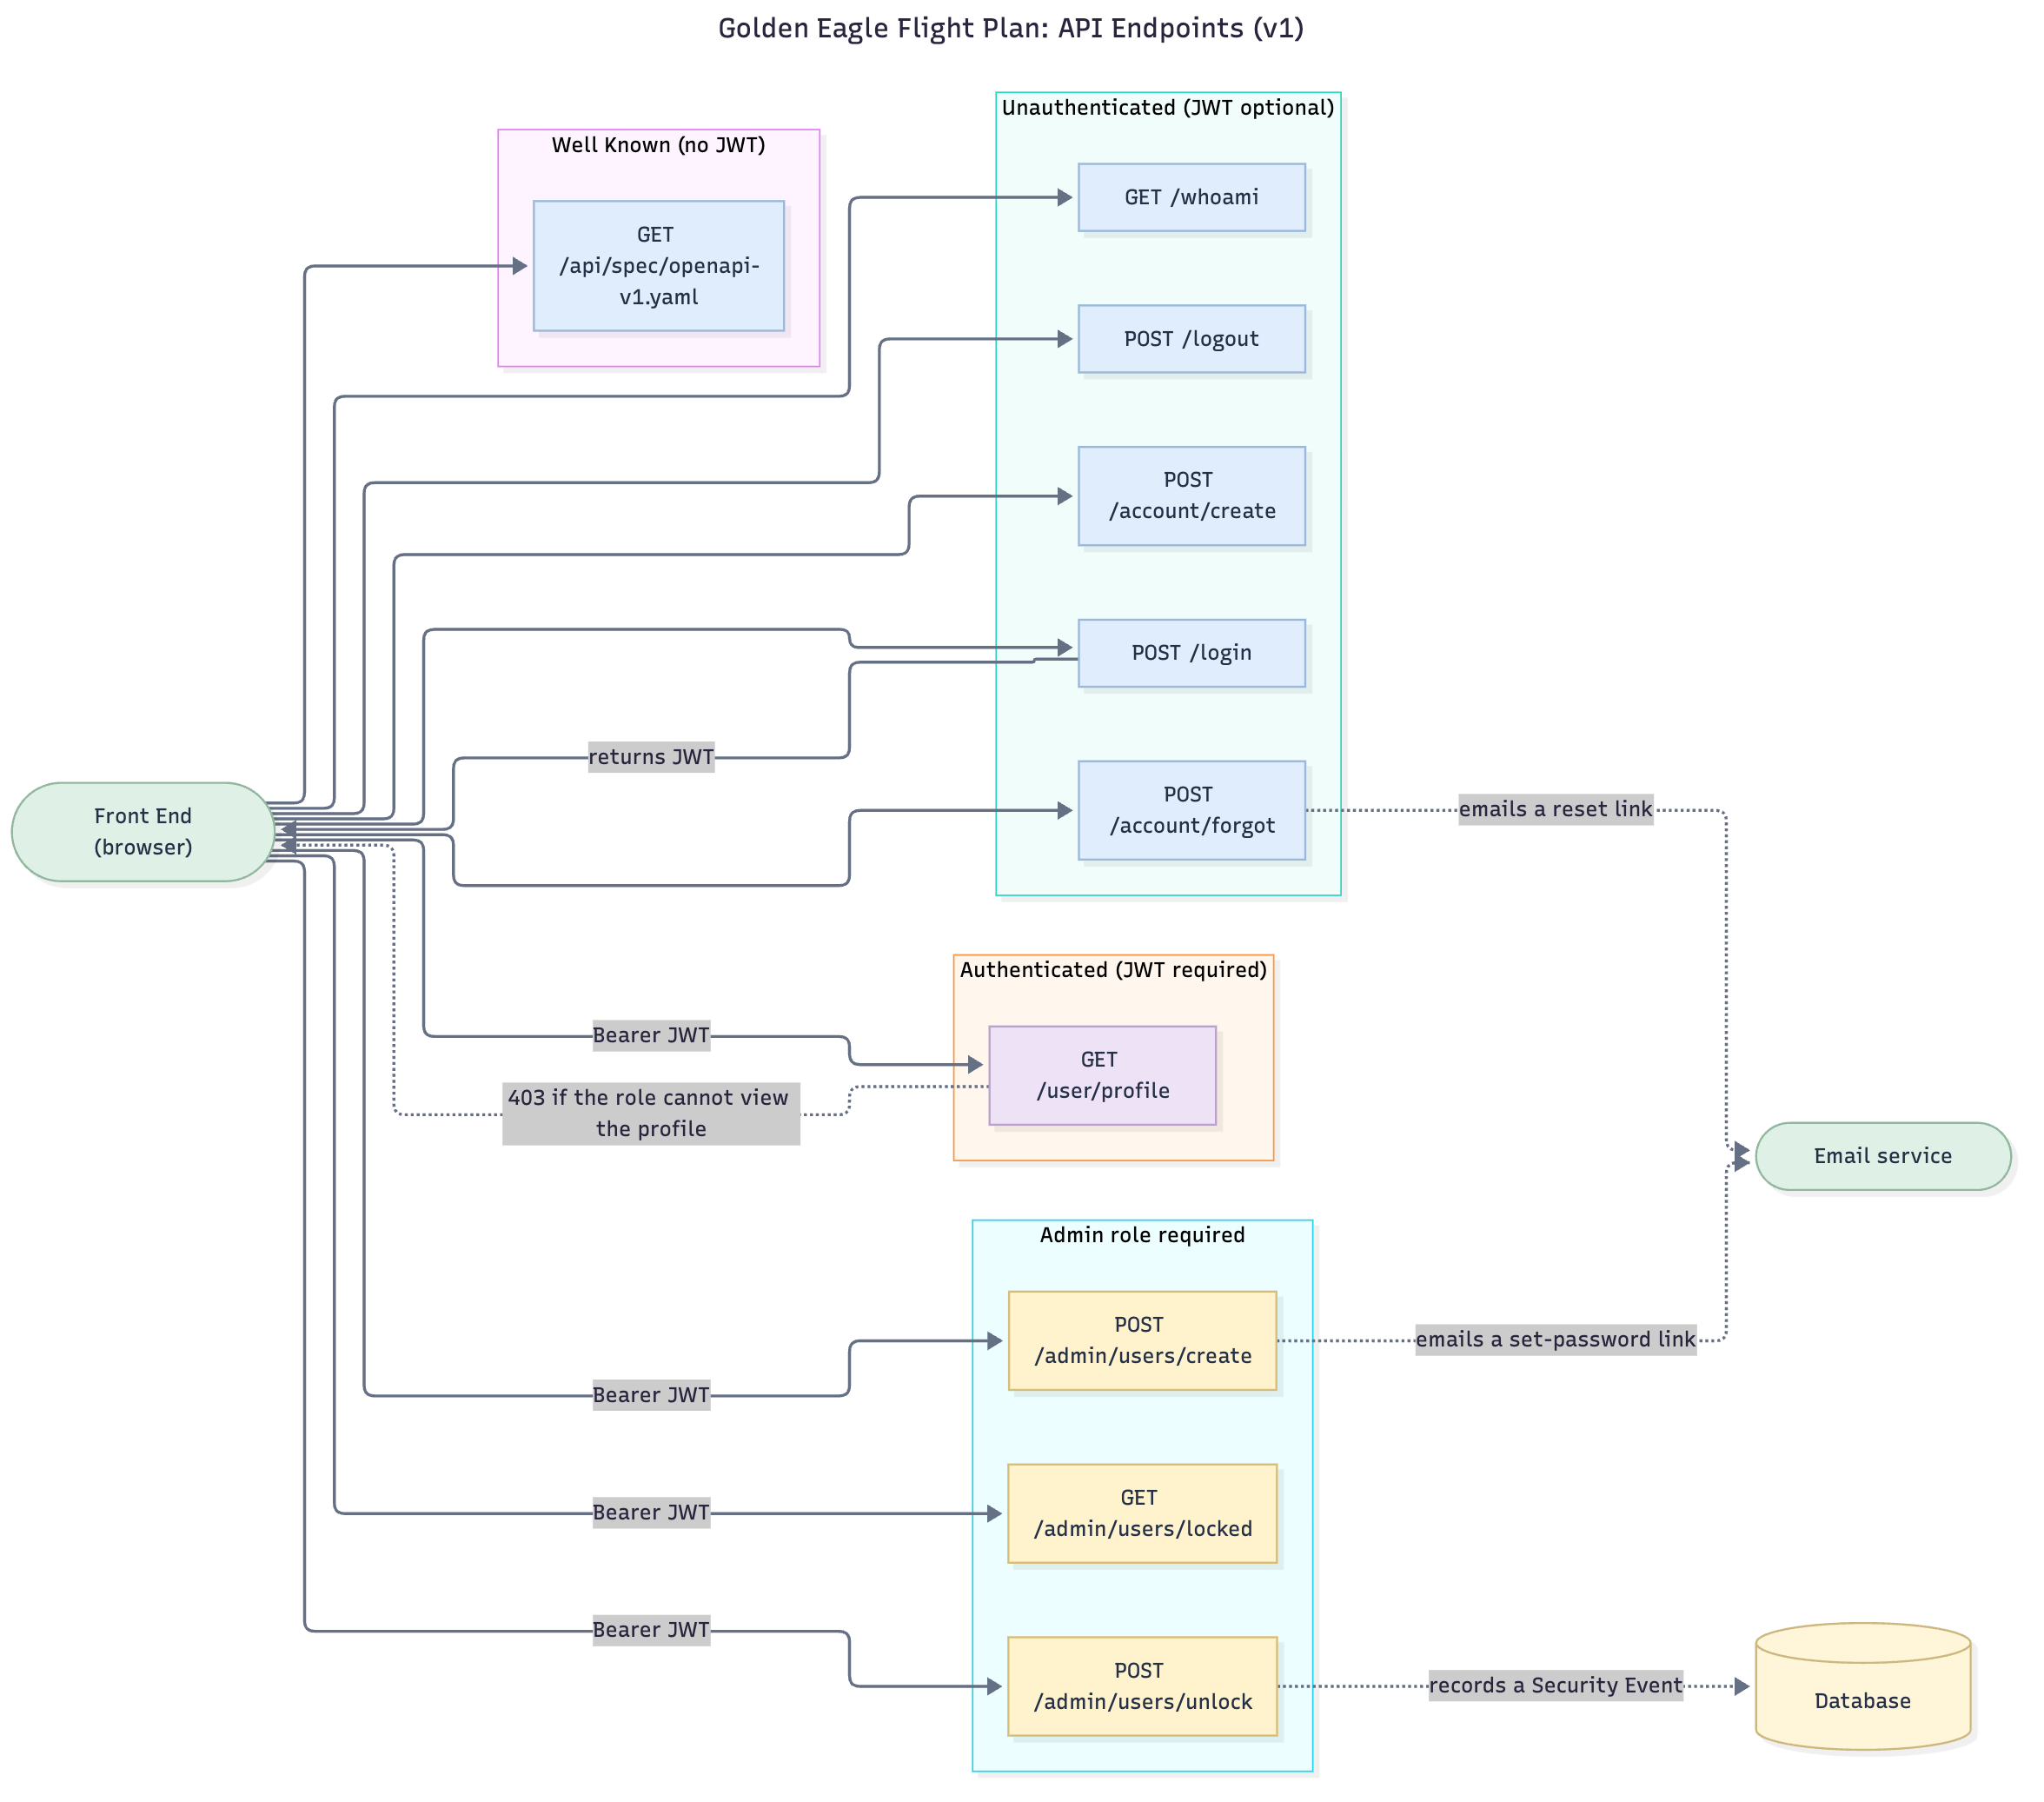 Golden Eagle Flight Plan: API Endpoints (v1)
Unauthenticated (JWT optional)
Well Known (no JWT)
GET /whoami
GET
/api/spec/openapi-
v1.yaml
POST /logout
POST
/account/create
POST /login
returns JWT
POST
/account/forgot
emails a reset link
Front End
(browser)
Authenticated (JWT required)
Bearer JWT
GET
/user/profile
403 if the role cannot view
the profile
Email service
Admin role required
POST
/admin/users/create
emails a set-password link
Bearer JWT
GET
/admin/users/locked
Bearer JWT
Bearer JWT
POST
/admin/users/unlock
records a Security Event
Database